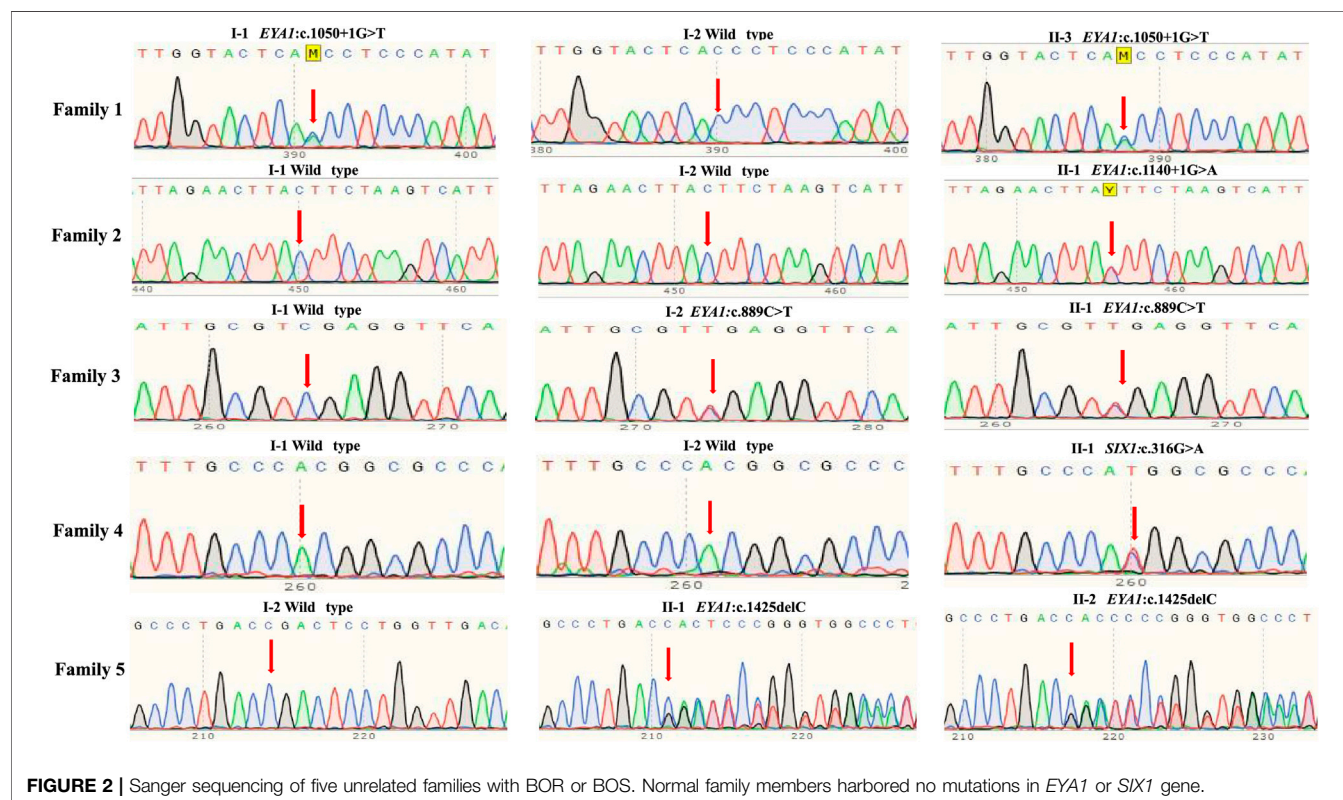 I-1 EYA1:c.1050+1G>T
I-2 Wild type
II-3 EYA1:c.1050+1G>T
Family 1
T T G G T A C T C A M C C T C C C A T A T
T T G G T A C T C A C C C T C C C A T A T
T T G G T A C T C A M C C T C C C A T A T
390 400
380 390 400
380 390
I-1 Wild type
I-2 Wild type
II-1 EYA1:c.1140+1G>A
Family 2
T T A G A A C T T A C T T C T A A G T C A T T
T T A G A A C T T A C T T C T A A G T C A T T
T T A G A A C T T A Y T T C T A A G T C A T T
440 450 460
450 460
450 460
I-1 Wild type
I-2 EYA1:c.889C>T
II-1 EYA1:c.889C>T
Family 3
A T T G C G T C G A G G T T C A
A T T G C G T T G A G G T T C A
A T T G C G T T G A G G T T C A
260 270
270 280
260 270
I-1 Wild type
I-2 Wild type
II-1 SIX1:c.316G>A
Family 4
T T T G C C C A C G G C G C C C A
T T T G C C C A C G G C G C C C
T T T G C C C A T G G C G C C C A
260
260 2
260
I-2 Wild type
II-1 EYA1:c.1425delC
II-2 EYA1:c.1425delC
Family 5
G C C C T G A C C G A C T C C T G G T T G A C A
G C C C T G A C C A C T C C C G G G T G G C C C T
G C C C T G A C C A C C C C C G G G T G G C C C T
210 220
210 220
210 220 230
FIGURE 2 | Sanger sequencing of five unrelated families with BOR or BOS. Normal family members harbored no mutations in EYA1 or SIX1 gene.